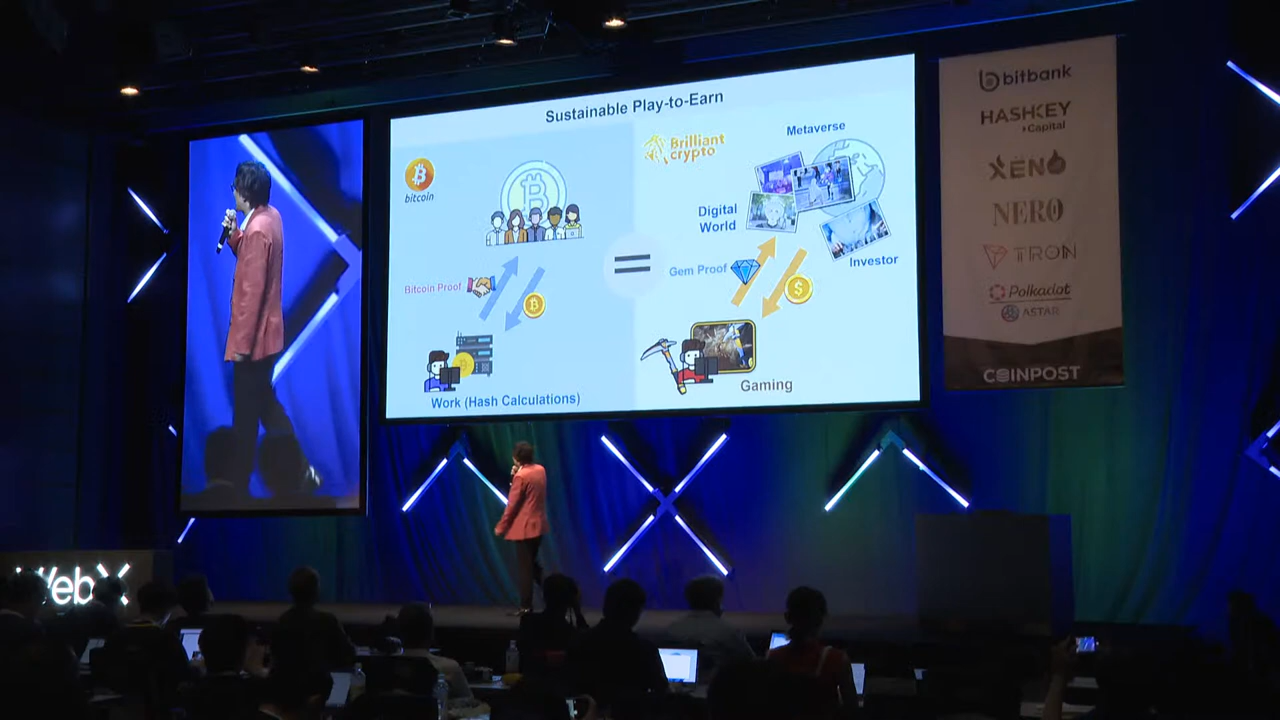 Sustainable Play-to-Earn
bitcoin
Bitcoin Proof
Work (Hash Calculations)
=
Brilliant
crypto
Metaverse
Digital
World
Investor
Gem Proof
Gaming
bitbank
HASHKEY
Capital
XENO
NERO
TRON
Polkadot
ASTAR
COINPOST
WebX